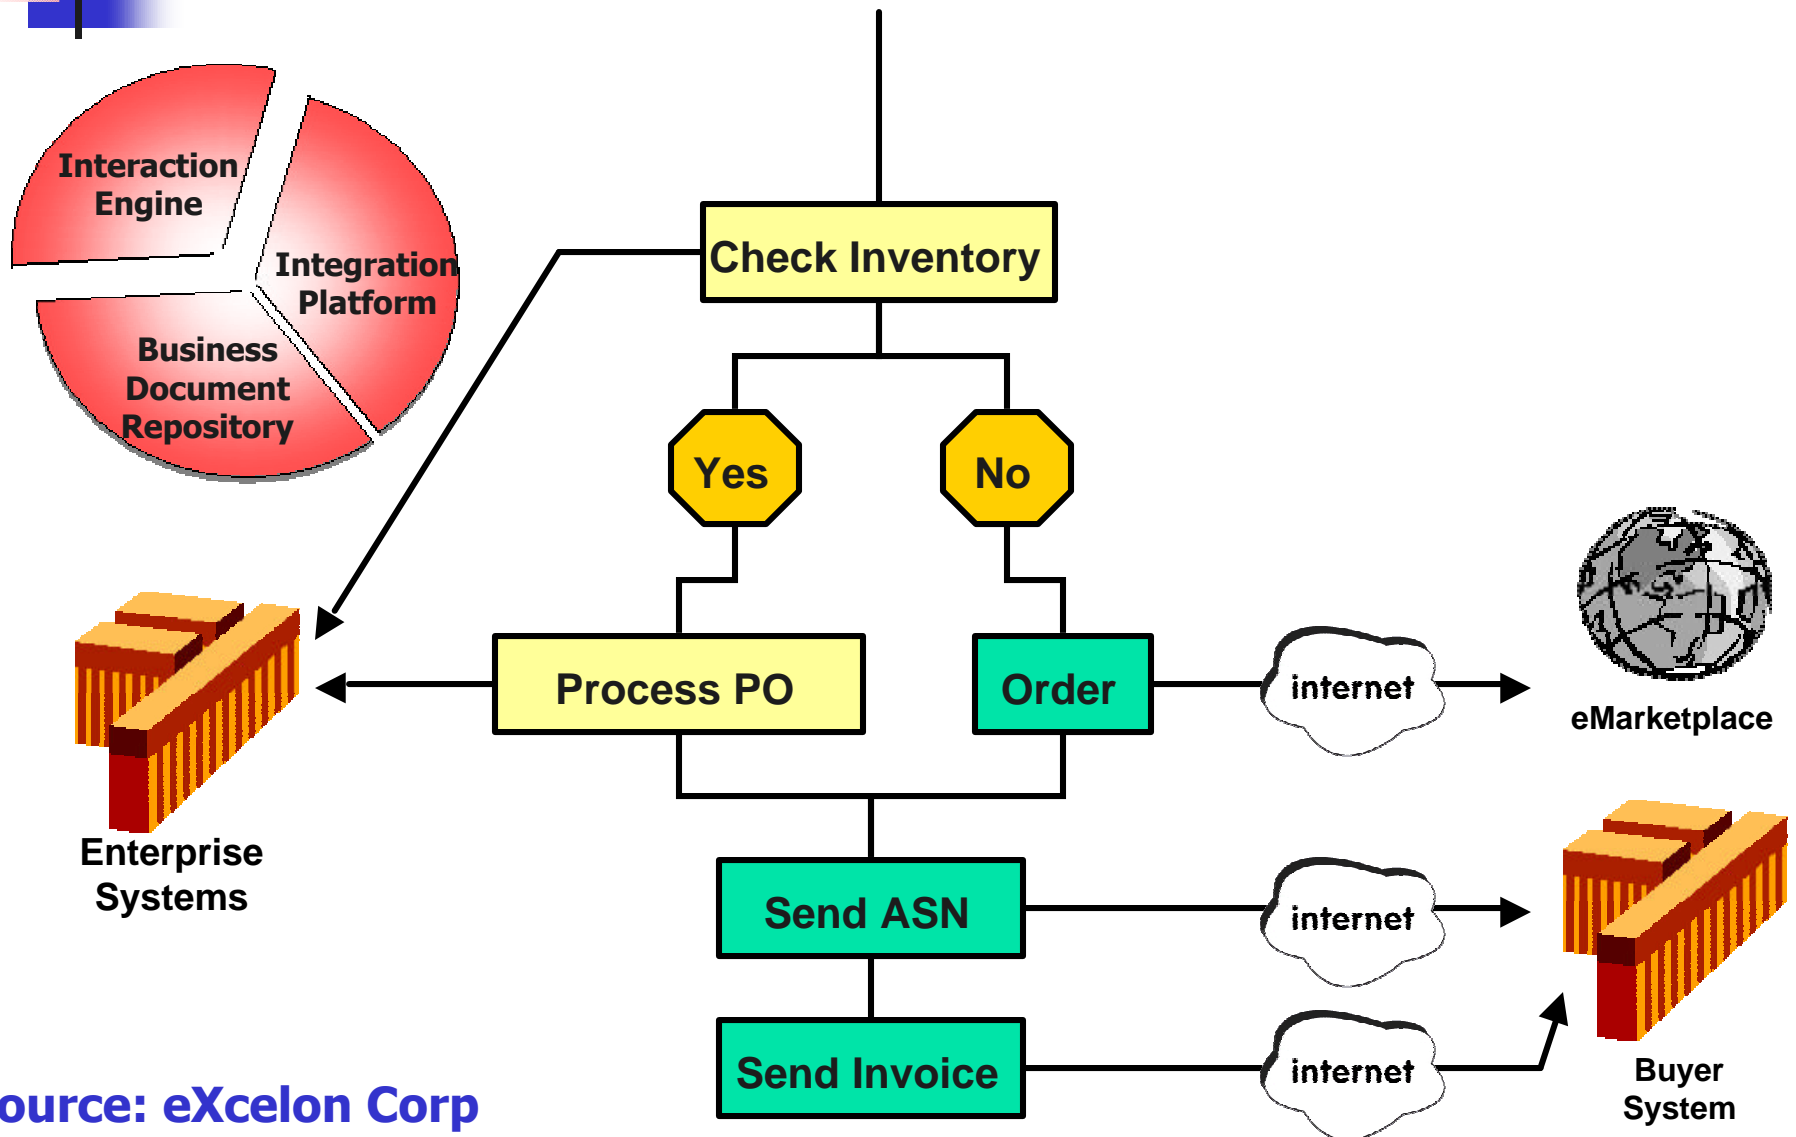 Interaction
Engine
Integration
Platform
Business
Document
Repository
Check Inventory
Yes
No
Process PO
Order
internet
eMarketplace
Enterprise
Systems
Send ASN
internet
Send Invoice
internet
Buyer
System
ource: eXcelon Corp